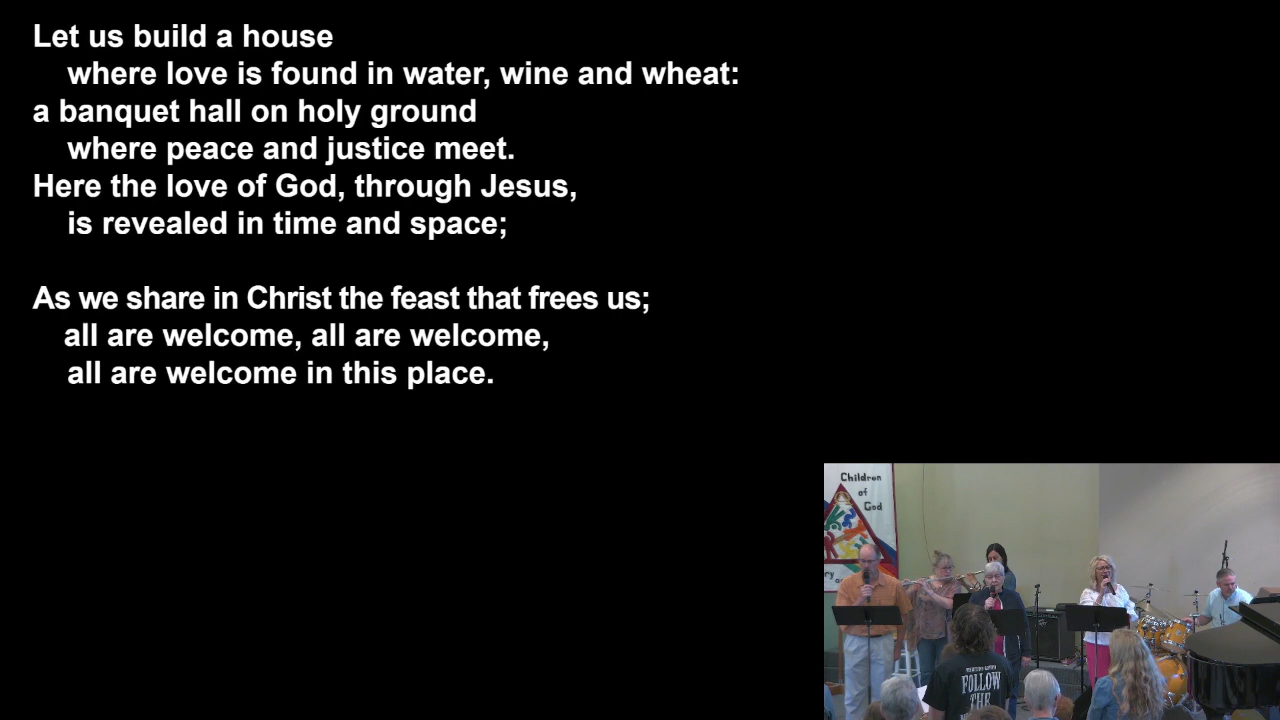 Let us build a house
where love is found in water, wine and wheat:
a banquet hall on holy ground
where peace and justice meet.
Here the love of God, through Jesus,
is revealed in time and space;
As we share in Christ the feast that frees us;
all are welcome, all are welcome,
all are welcome in this place.
Children
of
God
FOLLOW
THE